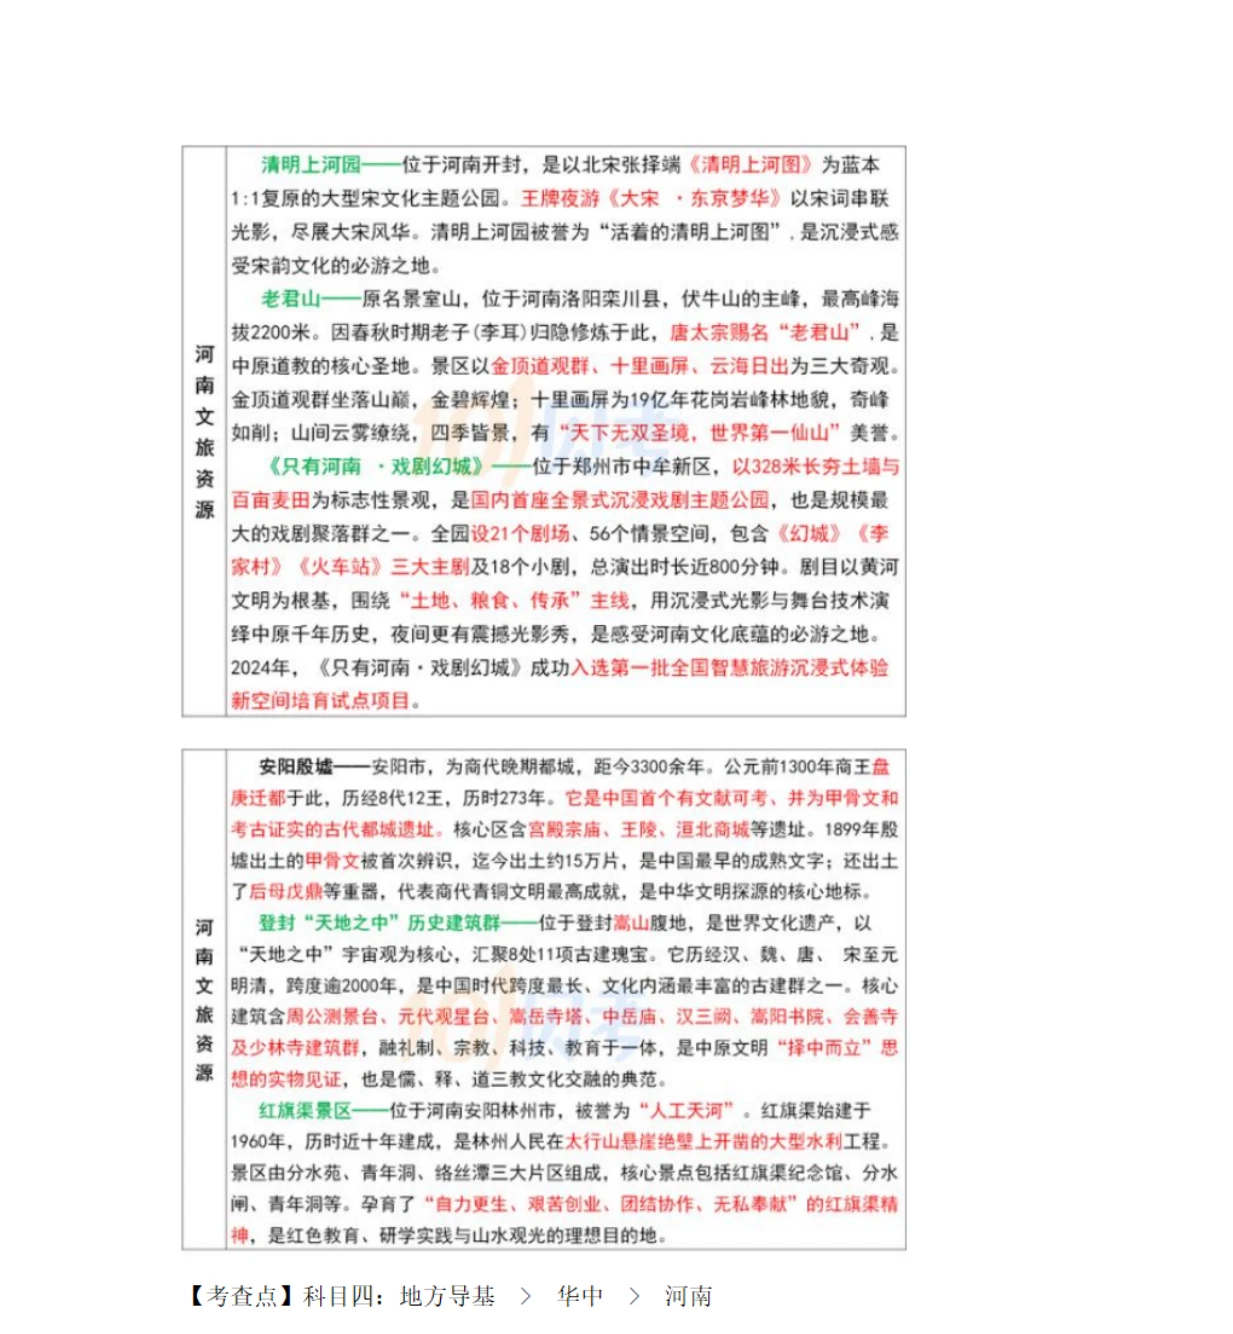 清明上河园——位于河南开封，是以北宋张择端《清明上河图》为蓝本
1:1复原的大型宋文化主题公园。王牌夜游《大宋 ·东京梦华》以宋词串联
光影，尽展大宋风华。清明上河园被誉为“活着的清明上河图”，是沉浸式感
受宋韵文化的必游之地。
老君山——原名景室山，位于河南洛阳栾川县，伏牛山的主峰，最高峰海
拔2200米。因春秋时期老子(李耳)归隐修炼于此，唐太宗赐名“老君山”，是
中原道教的核心圣地。景区以金顶道观群、十里画屏、云海日出为三大奇观。
金顶道观群坐落山巅，金碧辉煌；十里画屏为19亿年花岗岩峰林地貌，奇峰
如削；山间云雾缭绕，四季皆景，有“天下无双圣境，世界第一仙山”美誉。
《只有河南 ·戏剧幻城》——位于郑州市中牟新区，以328米长夯土墙与
百亩麦田为标志性景观，是国内首座全景式沉浸戏剧主题公园，也是规模最
大的戏剧聚落群之一。全园设21个剧场、56个情景空间，包含《幻城》《李
家村》《火车站》三大主剧及18个小剧，总演出时长近800分钟。剧目以黄河
文明为根基，围绕“土地、粮食、传承”主线，用沉浸式光影与舞台技术演
绎中原千年历史，夜间更有震撼光影秀，是感受河南文化底蕴的必游之地。
2024年，《只有河南·戏剧幻城》成功入选第一批全国智慧旅游沉浸式体验
新空间培育试点项目。
河南文旅资源
安阳殷墟——安阳市，为商代晚期都城，距今3300余年。公元前1300年商王盘
庚迁都于此，历经8代12王，历时273年。它是中国首个有文献可考、并为甲骨文和
考古证实的古代都城遗址。核心区含宫殿宗庙、王陵、洹北商城等遗址。1899年殷
墟出土的甲骨文被首次辨识，迄今出土约15万片，是中国最早的成熟文字；还出土
了后母戊鼎等重器，代表商代青铜文明最高成就，是中华文明探源的核心地标。
登封“天地之中”历史建筑群——位于登封嵩山腹地，是世界文化遗产，以
“天地之中”宇宙观为核心，汇聚8处11项古建瑰宝。它历经汉、魏、唐、 宋至元
明清，跨度逾2000年，是中国时代跨度最长、文化内涵最丰富的古建群之一。核心
建筑含周公测景台、元代观星台、嵩岳寺塔、中岳庙、汉三阙、嵩阳书院、会善寺
及少林寺建筑群，融礼制、宗教、科技、教育于一体，是中原文明“择中而立”思
想的实物见证，也是儒、释、道三教文化交融的典范。
红旗渠景区——位于河南安阳林州市，被誉为“人工天河”。红旗渠始建于
1960年，历时近十年建成，是林州人民在太行山悬崖绝壁上开凿的大型水利工程。
景区由分水苑、青年洞、络丝潭三大片区组成，核心景点包括红旗渠纪念馆、分水
闸、青年洞等。孕育了“自力更生、艰苦创业、团结协作、无私奉献”的红旗渠精
神，是红色教育、研学实践与山水观光的理想目的地。
河南文旅资源
【考查点】科目四：地方导基 > 华中 > 河南